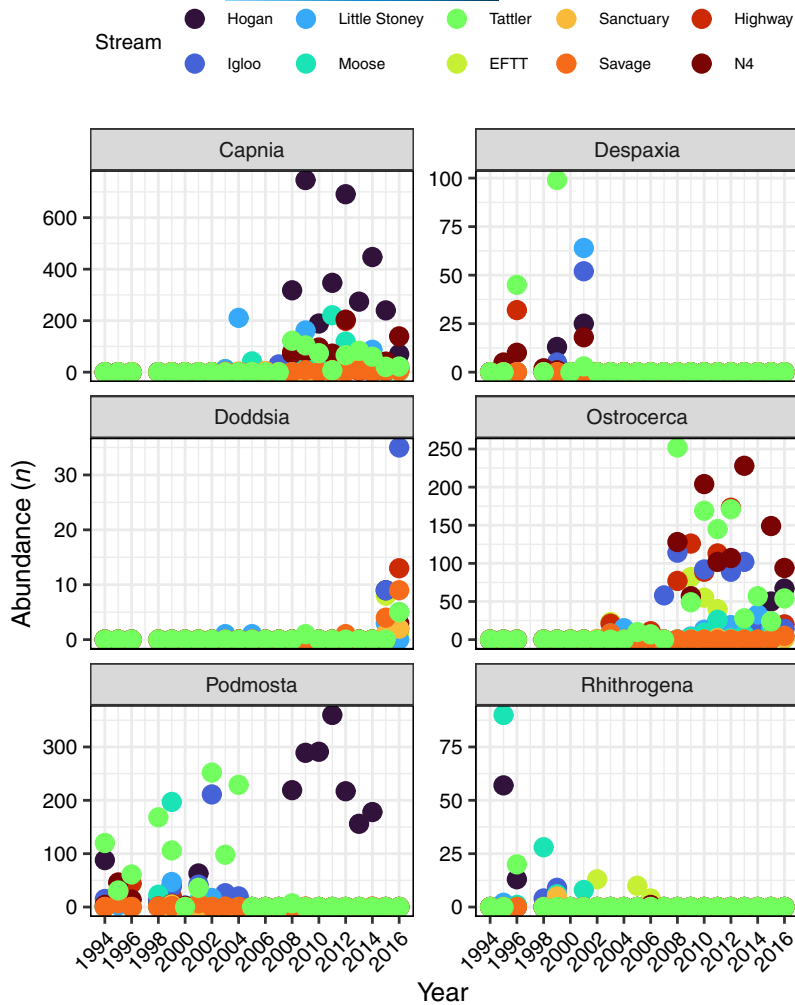 Stream
Hogan Little Stoney Tattler Sanctuary Highway
Igloo Moose EFTT Savage N4
Capnia Despaxia
600
400
200
0
100
75
50
25
0
Doddsia Ostrocerca
30
20
10
0
250
200
150
100
50
0
Podmosta Rhithrogena
300
200
100
0
75
50
25
0
1994 1996 1998 2000 2002 2004 2006 2008 2010 2012 2014 2016
1994 1996 1998 2000 2002 2004 2006 2008 2010 2012 2014 2016
Abundance (n)
Year